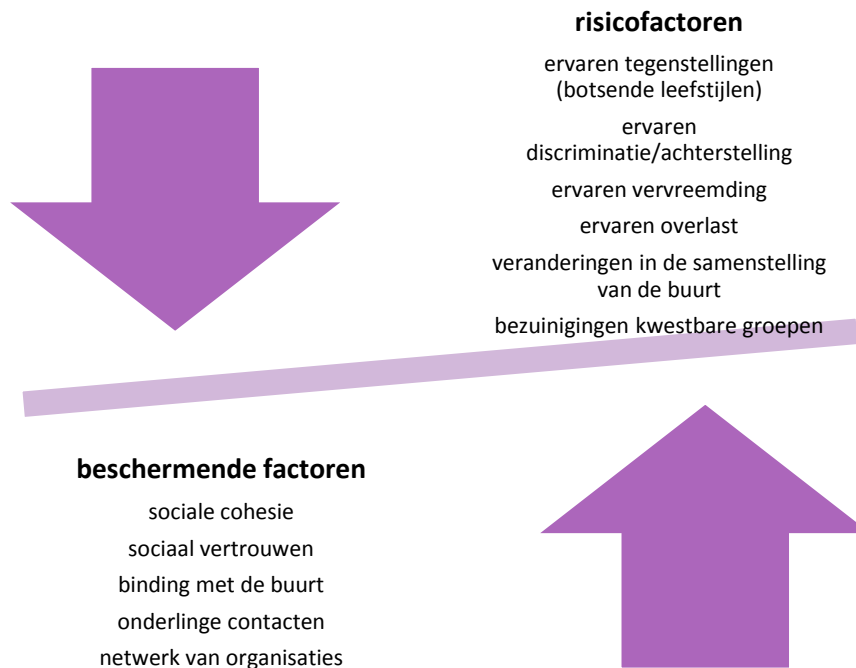 risicofactoren
ervaren tegenstellingen
(botsende leefstijlen)
ervaren
discriminatie/achterstelling
ervaren vervreemding
ervaren overlast
veranderingen in de samenstelling
van de buurt
bezuinigingen kwestbare groepen
beschermende factoren
sociale cohesie
sociaal vertrouwen
binding met de buurt
onderlinge contacten
netwerk van organisaties